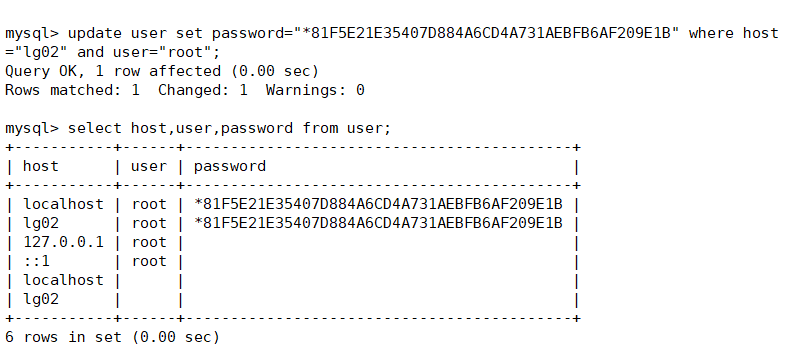 mysql> update user set password="*81F5E21E35407D884A6CD4A731AEBFB6AF209E1B" where host
="lg02" and user="root";
Query OK, 1 row affected (0.00 sec)
Rows matched: 1  Changed: 1  Warnings: 0
mysql> select host,user,password from user;
+-----------+------+-------------------------------------------+
| host      | user | password                                  |
+-----------+------+-------------------------------------------+
| localhost | root | *81F5E21E35407D884A6CD4A731AEBFB6AF209E1B |
| lg02      | root | *81F5E21E35407D884A6CD4A731AEBFB6AF209E1B |
| 127.0.0.1 | root |                                           |
| ::1       | root |                                           |
| localhost |      |                                           |
| lg02      |      |                                           |
+-----------+------+-------------------------------------------+
6 rows in set (0.00 sec)